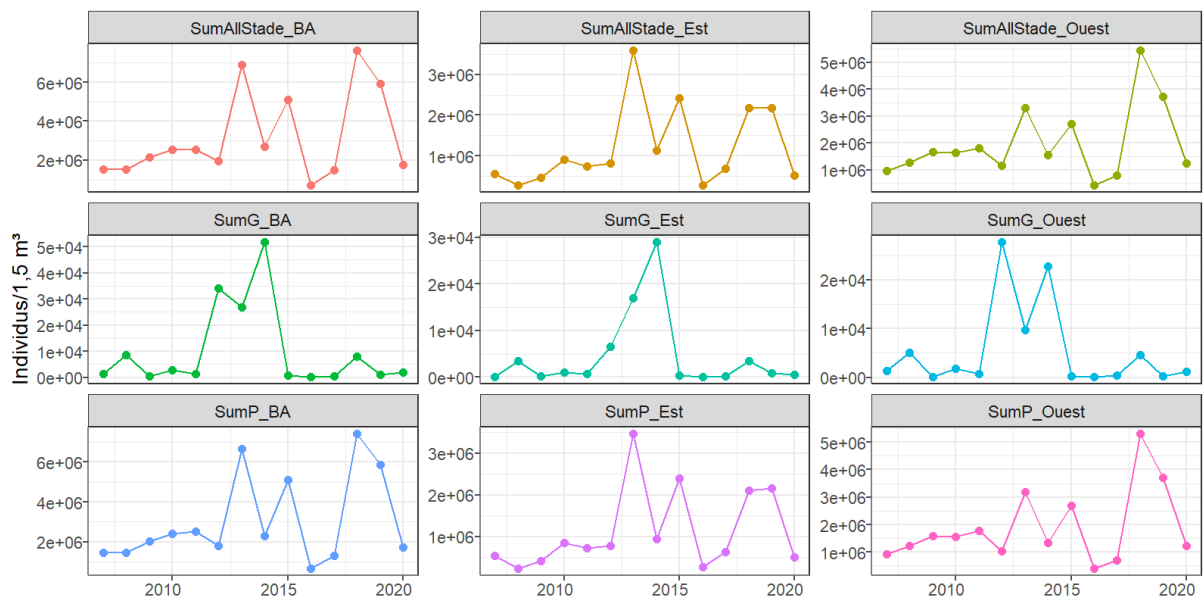 SumAllStade_BA
SumAllStade_Est
SumAllStade_Ouest
6e+06
4e+06
2e+06
3e+06
2e+06
1e+06
5e+06
4e+06
3e+06
2e+06
1e+06
SumG_BA
SumG_Est
SumG_Ouest
Individus/1,5 m³
5e+04
4e+04
3e+04
2e+04
1e+04
0e+00
3e+04
2e+04
1e+04
0e+00
2e+04
1e+04
0e+00
SumP_BA
SumP_Est
SumP_Ouest
6e+06
4e+06
2e+06
3e+06
2e+06
1e+06
5e+06
4e+06
3e+06
2e+06
1e+06
2010 2015 2020
2010 2015 2020
2010 2015 2020